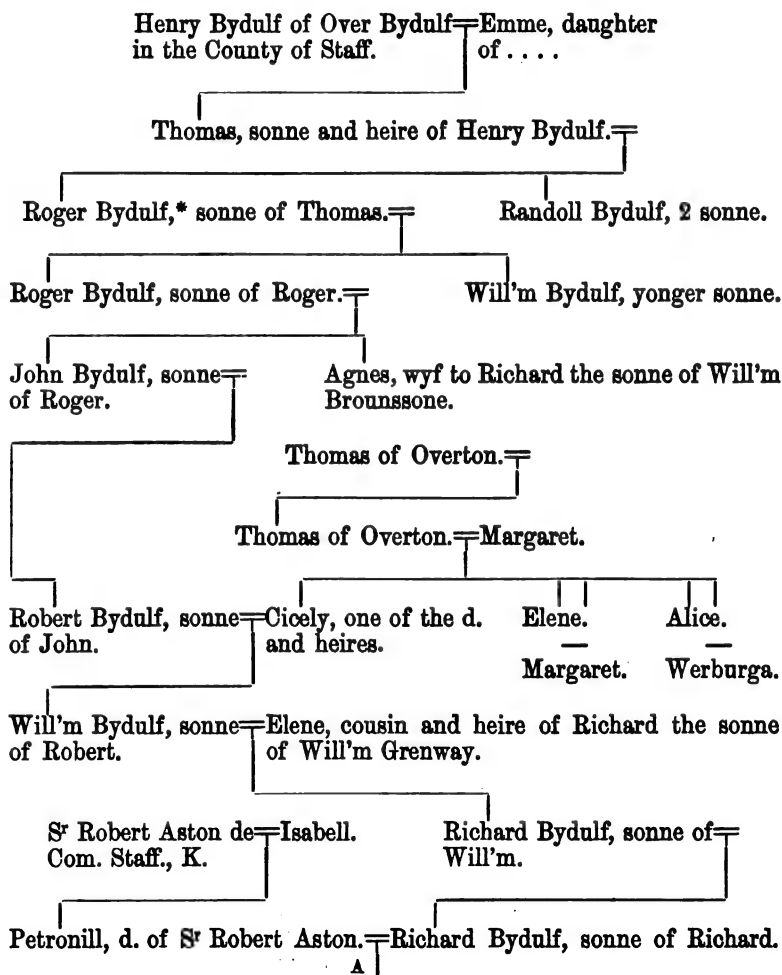 Henry Bydulf of Over Bydulf=Emme, daughter
in the County of Staff. of . . . .
Thomas, sonne and heire of Henry Bydulf.=
Roger Bydulf,* sonne of Thomas.= Randoll Bydulf, 2 sonne.
Roger Bydulf, sonne of Roger.= Will'm Bydulf, yonger sonne.
John Bydulf, sonne= Agnes, wyf to Richard the sonne of Will'm
of Roger. Brounssone.
Thomas of Overton.=
Thomas of Overton.=Margaret.
Robert Bydulf, sonne=Cicely, one of the d. Elene. Alice.
of John. and heires. — —
Margaret. Werburga.
Will'm Bydulf, sonne=Elene, cousin and heire of Richard the sonne
of Robert. of Will'm Grenway.
Sr Robert Aston de=Isabell. Richard Bydulf, sonne of=
Com. Staff., K. Will'm.
Petronill, d. of Sr Robert Aston.=Richard Bydulf, sonne of Richard.
A